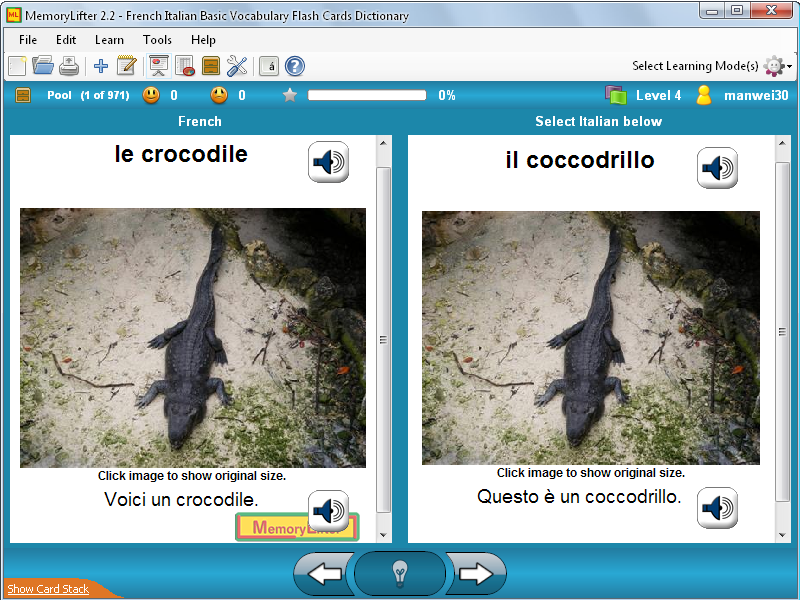 MemoryLifter 2.2 - French Italian Basic Vocabulary Flash Cards Dictionary
File Edit Learn Tools Help
á ? Select Learning Mode(s)
Pool (1 of 971) 0 0 0% Level 4 manwei30
French
Select Italian below
le crocodile
Click image to show original size.
Voici un crocodile.
il coccodrillo
Click image to show original size.
Questo è un coccodrillo.
Show Card Stack